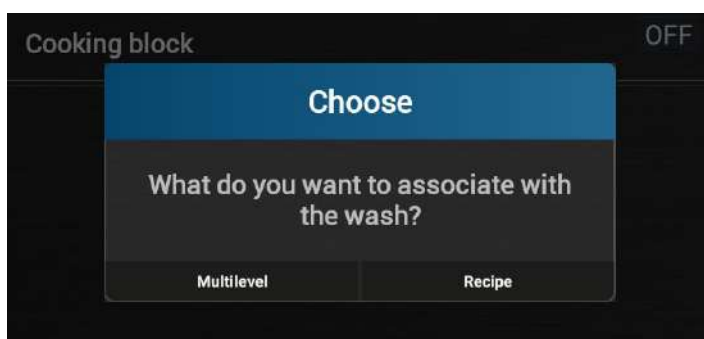 Cooking block
OFF
Choose
What do you want to associate with
the wash?
Multilevel
Recipe